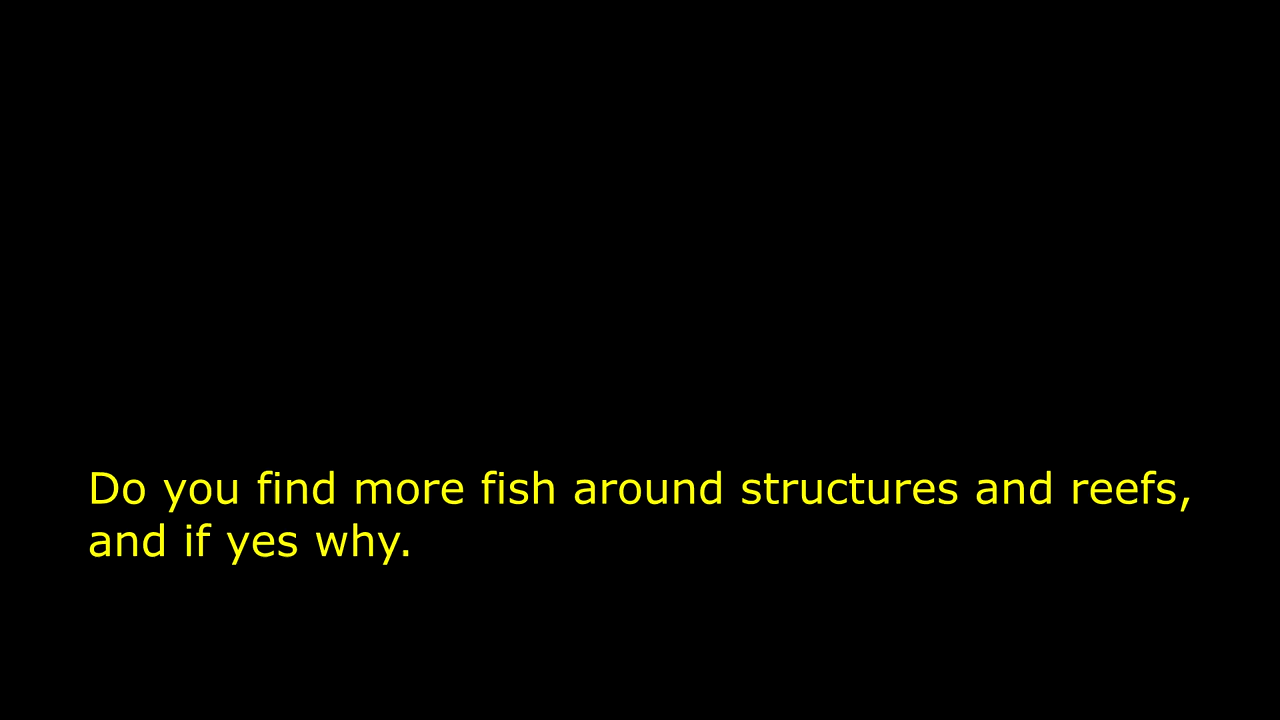 Do you find more fish around structures and reefs,
and if yes why.